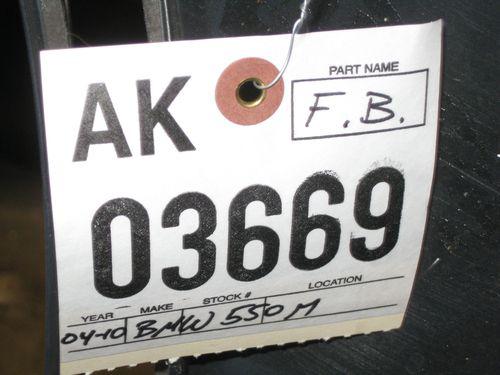 PART NAME
AK F. B.
03669
YEAR MAKE STOCK # LOCATION
04-10 BMW 550 M